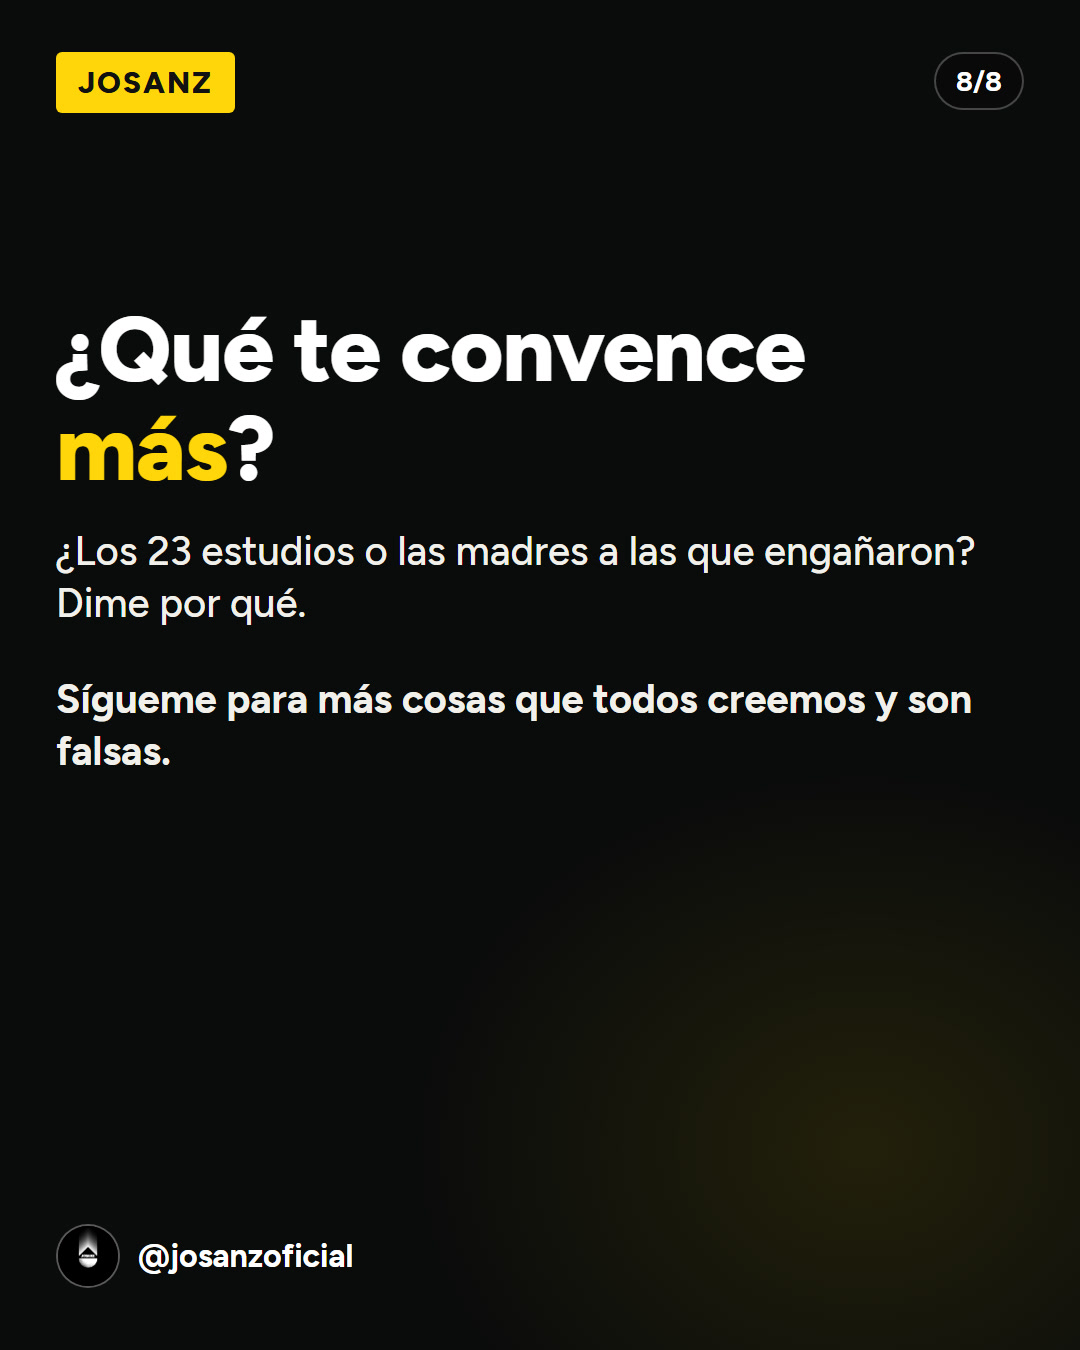 JOSANZ
8/8
¿Qué te convence
más?
¿Los 23 estudios o las madres a las que engañaron?
Dime por qué.
Sígueme para más cosas que todos creemos y son
falsas.
@josanzoficial